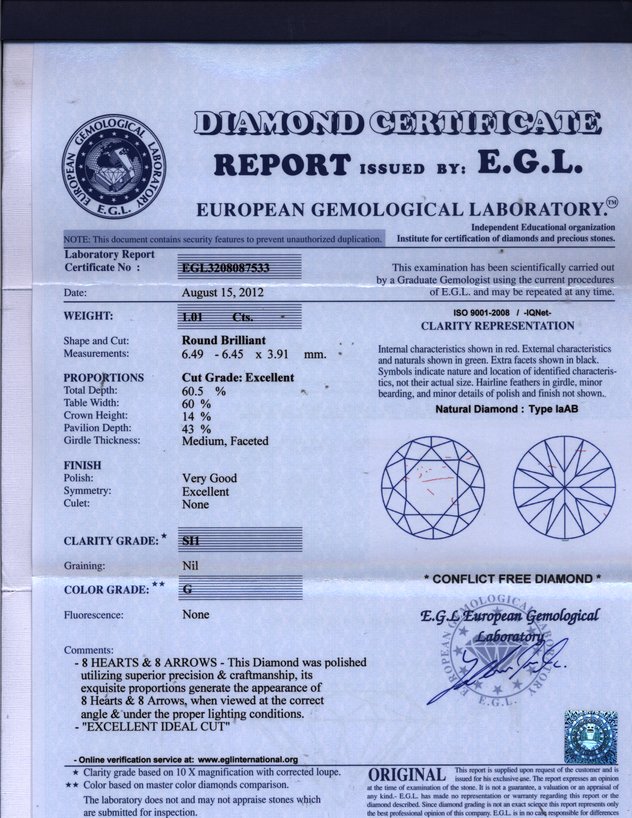 DIAMOND CERTIFICATE
REPORT ISSUED BY: E.G.L.
EUROPEAN GEMOLOGICAL LABORATORY.™
EUROPEAN GEMOLOGICAL LABORATORY
E.G.L.
Independent Educational organization
Institute for certification of diamonds and precious stones.
NOTE: This document contains security features to prevent unauthorized duplication.
Laboratory Report
Certificate No : EGL3208087533
Date: August 15, 2012
WEIGHT: 1.01 Cts.
Shape and Cut: Round Brilliant
Measurements: 6.49 - 6.45 x 3.91 mm.
PROPORTIONS Cut Grade: Excellent
Total Depth: 60.5 %
Table Width: 60 %
Crown Height: 14 %
Pavilion Depth: 43 %
Girdle Thickness: Medium, Faceted
FINISH
Polish: Very Good
Symmetry: Excellent
Culet: None
CLARITY GRADE: * SI1
Graining: Nil
COLOR GRADE: ** G
Fluorescence: None
Comments:
- 8 HEARTS & 8 ARROWS - This Diamond was polished
utilizing superior precision & craftmanship, its
exquisite proportions generate the appearance of
8 Hearts & 8 Arrows, when viewed at the correct
angle & under the proper lighting conditions.
- "EXCELLENT IDEAL CUT"
- Online verification service at: www.eglinternational.org
* Clarity grade based on 10 X magnification with corrected loupe.
** Color based on master color diamonds comparison.
The laboratory does not and may not appraise stones which
are submitted for inspection.
This examination has been scientifically carried out
by a Graduate Gemologist using the current procedures
of E.G.L. and may be repeated at any time.
ISO 9001-2008 / -IQNet-
CLARITY REPRESENTATION
Internal characteristics shown in red. External characteristics
and naturals shown in green. Extra facets shown in black.
Symbols indicate nature and location of identified characteris-
tics, not their actual size. Hairline feathers in girdle, minor
bearding, and minor details of polish and finish not shown.
Natural Diamond : Type IaAB
* CONFLICT FREE DIAMOND *
E.G.L European Gemological
Laboratory
EUROPEAN GEMOLOGICAL LABORATORY
E.G.L.
ORIGINAL
This report is supplied upon request of the customer and is
issued for his exclusive use. The report expresses an opinion
at the time of examination of the stone. It is not a guarantee, a valuation or an appraisal of
any kind.- E.G.L. has made no representation or warranty regarding this report or the
diamond described. Since diamond grading is not an exact science this report represents only
the best professional opinion of this company. E.G.L. is in no case responsible for differences